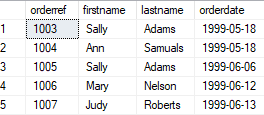 orderref firstname lastname orderdate
1 1003 Sally Adams 1999-05-18
2 1004 Ann Samuals 1999-05-18
3 1005 Sally Adams 1999-06-06
4 1006 Mary Nelson 1999-06-12
5 1007 Judy Roberts 1999-06-13